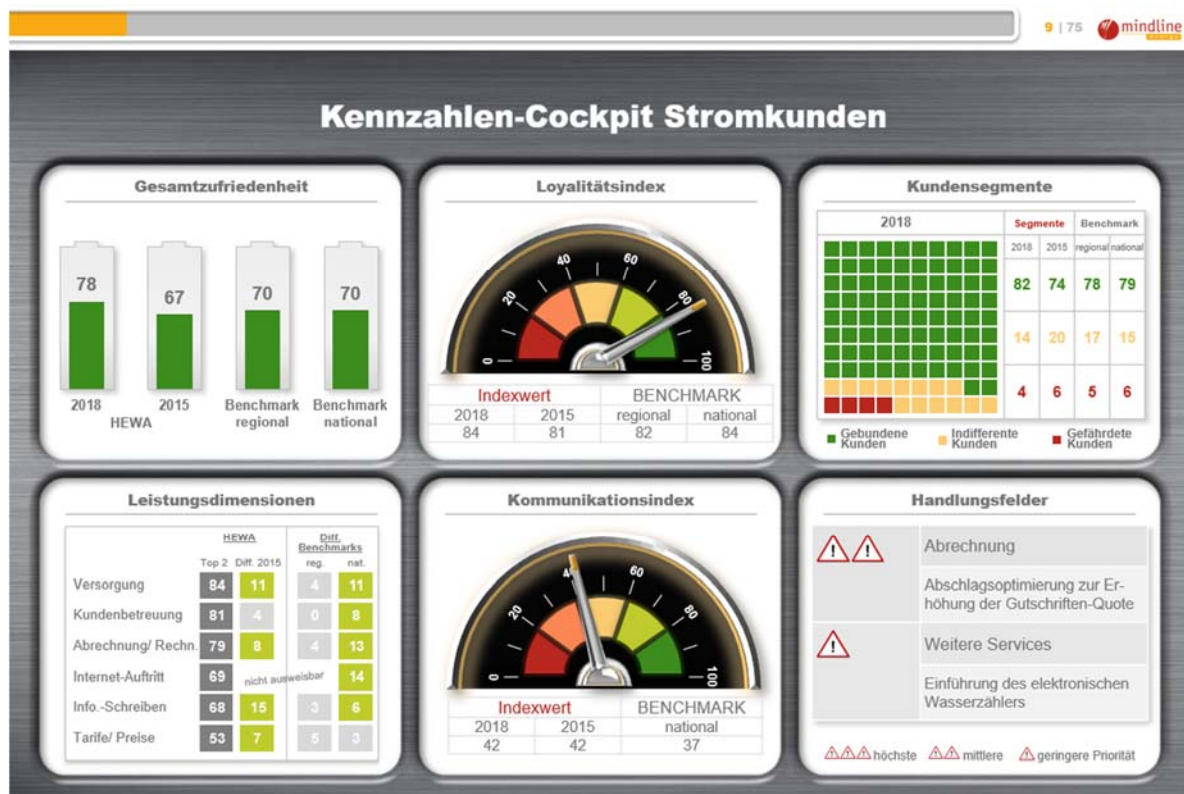 9 | 75 mindline
energy
Kennzahlen-Cockpit Stromkunden
Gesamtzufriedenheit
78 67 70 70
2018 2015 Benchmark Benchmark
HEWA regional national
Loyalitätsindex
0 20 40 60 80 100
Indexwert BENCHMARK
2018 2015 regional national
84 81 82 84
Kundensegmente
2018 Segmente Benchmark
2018 2015 regional national
82 74 78 79
14 20 17 15
4 6 5 6
Gebundene Indifferente Gefährdete
Kunden Kunden Kunden
Leistungsdimensionen
HEWA Diff.
Benchmarks
Top 2 Diff. 2015 reg. nat.
Versorgung 84 11 4 11
Kundenbetreuung 81 4 0 8
Abrechnung/ Rechn. 79 8 4 13
Internet-Auftritt 69 nicht ausweisbar 14
Info.-Schreiben 68 15 3 6
Tarife/ Preise 53 7 5 3
Kommunikationsindex
0 20 40 60 80 100
Indexwert BENCHMARK
2018 2015 national
42 42 37
Handlungsfelder
! ! Abrechnung
Abschlagsoptimierung zur Er-
höhung der Gutschriften-Quote
! Weitere Services
Einführung des elektronischen
Wasserzählers
! ! ! höchste ! ! mittlere ! geringere Priorität